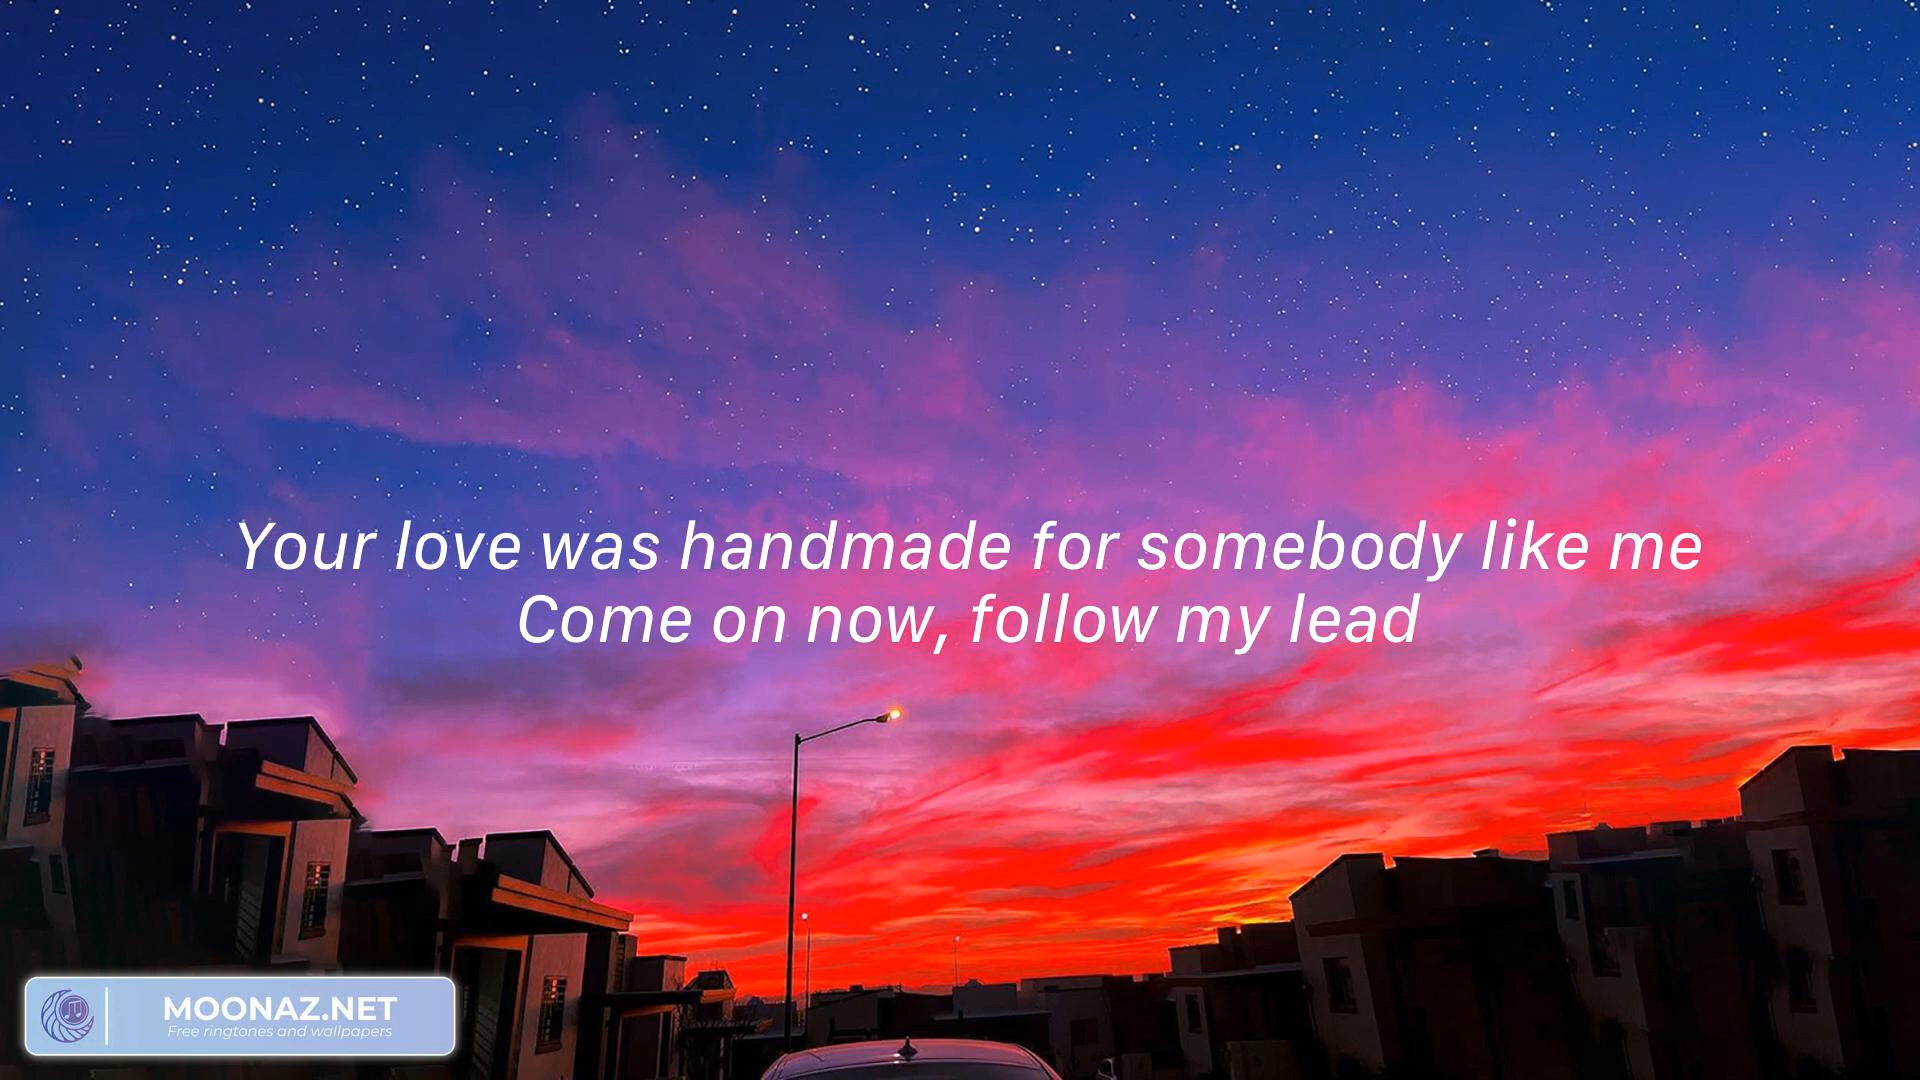 Your love was handmade for somebody like me
Come on now, follow my lead
MOONAZ.NET
Free ringtones and wallpapers